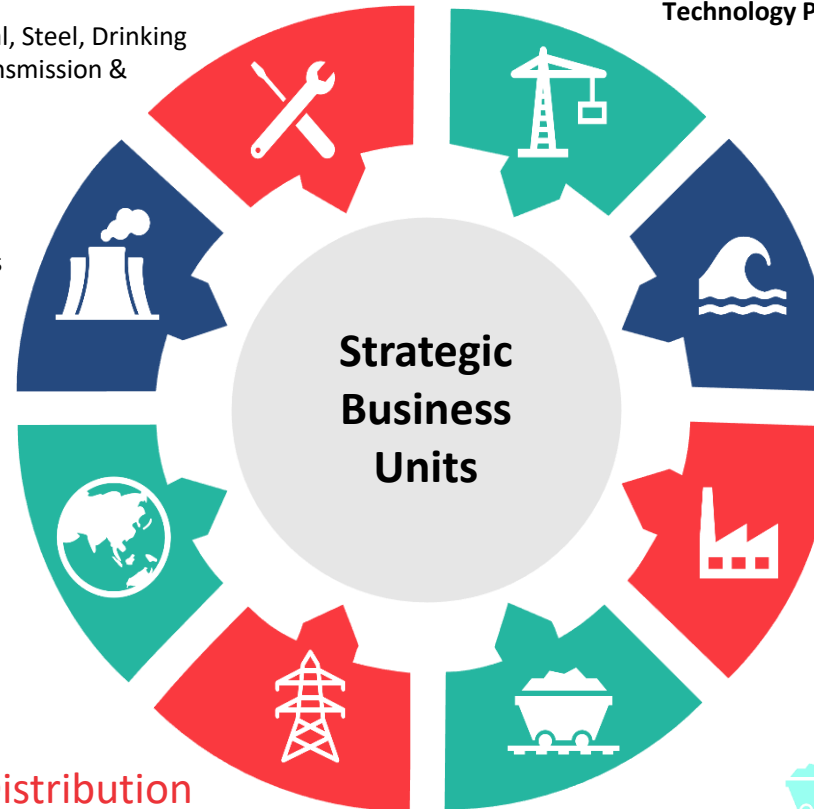 Technology P
l, Steel, Drinking
nsmission &
s
Strategic
Business
Units
istribution